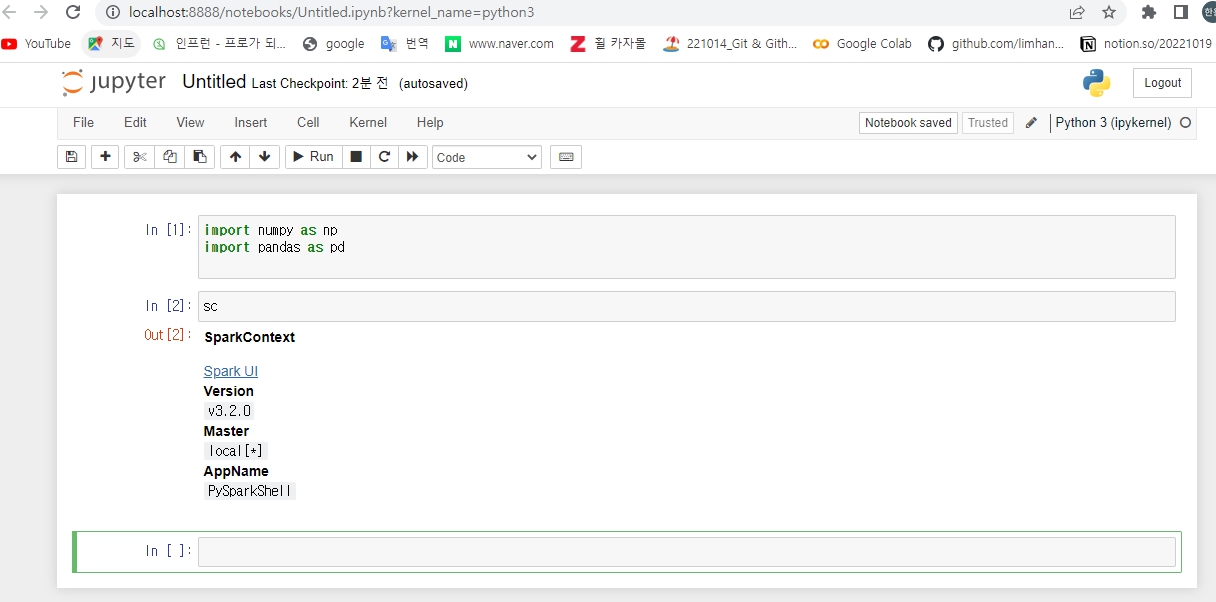 localhost:8888/notebooks/Untitled.ipynb?kernel_name=python3
YouTube 지도 인프런 - 프로가 되... google 번역 www.naver.com 칄 카자몰 221014_Git & Gith... Google Colab github.com/limhan... notion.so/20221019
jupyter Untitled Last Checkpoint: 2분 전 (autosaved) Logout
File Edit View Insert Cell Kernel Help Notebook saved Trusted Python 3 (ipykernel)
Run Code
In [1]: import numpy as np
import pandas as pd
In [2]: sc
Out[2]: SparkContext
Spark UI
Version
v3.2.0
Master
local[*]
AppName
PySparkShell
In [ ]: